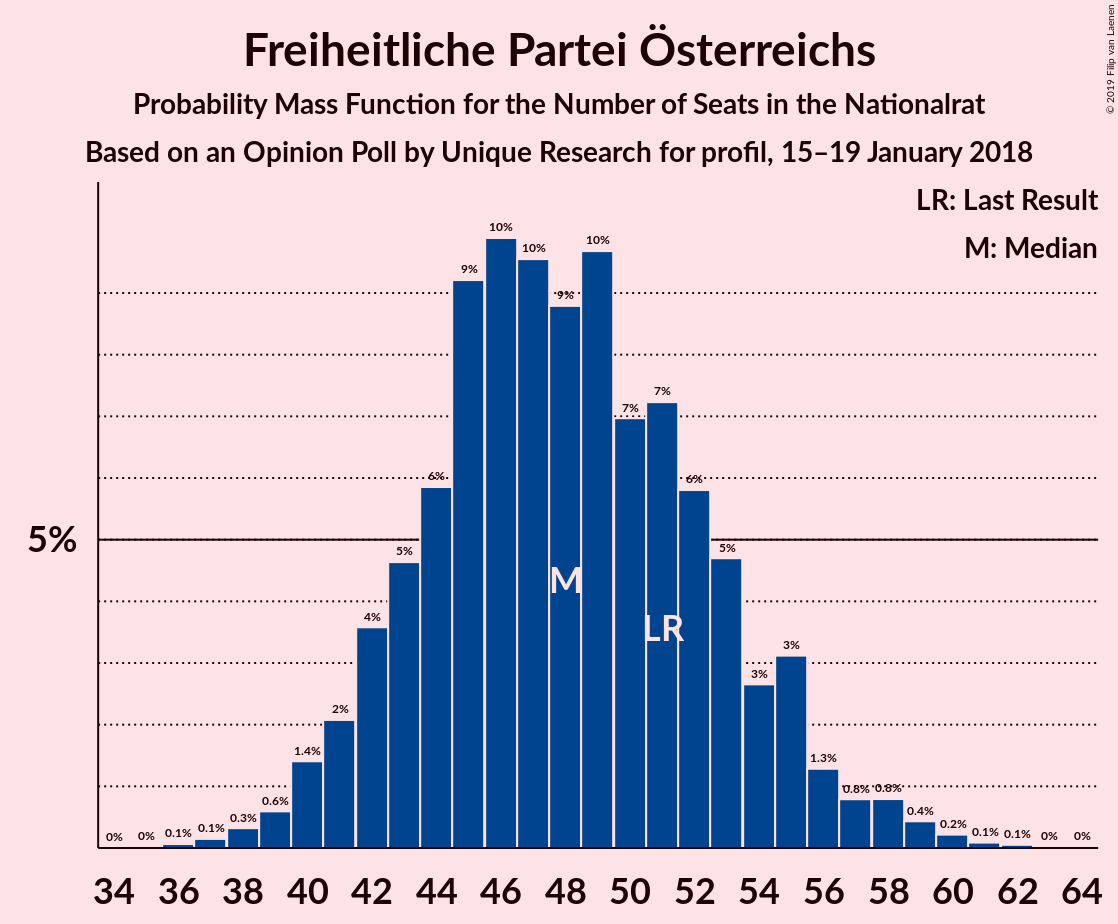 Freiheitliche Partei Österreichs
Probability Mass Function for the Number of Seats in the Nationalrat
Based on an Opinion Poll by Unique Research for profil, 15–19 January 2018
© 2019 Filip van Laenen
LR: Last Result
M: Median
5%
0% 0% 0.1% 0.1% 0.3% 0.6% 1.4% 2% 4% 5% 6% 9% 10% 10% 9% 10% 7% 7% 6% 5% 3% 3% 1.3% 0.8% 0.8% 0.4% 0.2% 0.1% 0.1% 0% 0%
M
LR
34 36 38 40 42 44 46 48 50 52 54 56 58 60 62 64